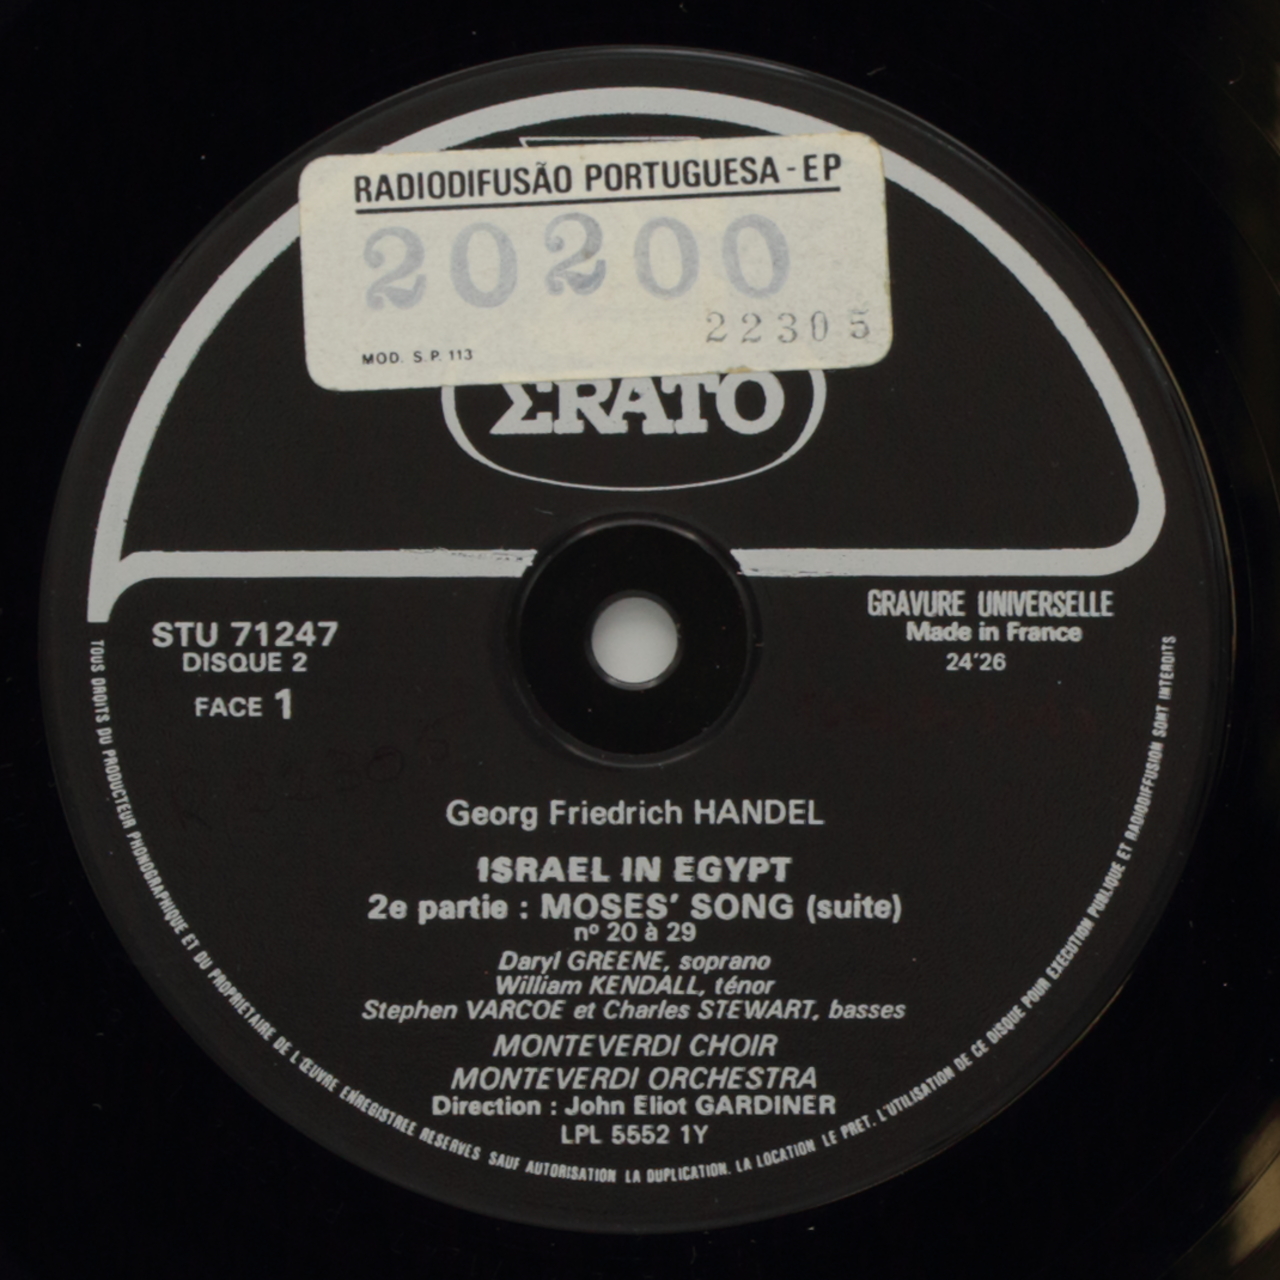 RADIODIFUSÃO PORTUGUESA - EP
20200
22305
MOD. S.P. 113
ΣRATO
STU 71247
DISQUE 2
FACE 1
GRAVURE UNIVERSELLE
Made in France
24'26
Georg Friedrich HANDEL
ISRAEL IN EGYPT
2e partie : MOSES' SONG (suite)
nº 20 à 29
Daryl GREENE, soprano
William KENDALL, ténor
Stephen VARCOE et Charles STEWART, basses
MONTEVERDI CHOIR
MONTEVERDI ORCHESTRA
Direction : John Eliot GARDINER
LPL 5552 1Y
TOUS DROITS DU PRODUCTEUR PHONOGRAPHIQUE ET DU PROPRIETAIRE DE L'ŒUVRE ENREGISTREE RESERVES SAUF AUTORISATION LA DUPLICATION, LA LOCATION LE PRET, L'UTILISATION DE CE DISQUE POUR EXECUTION PUBLIQUE ET RADIODIFFUSION SONT INTERDITS